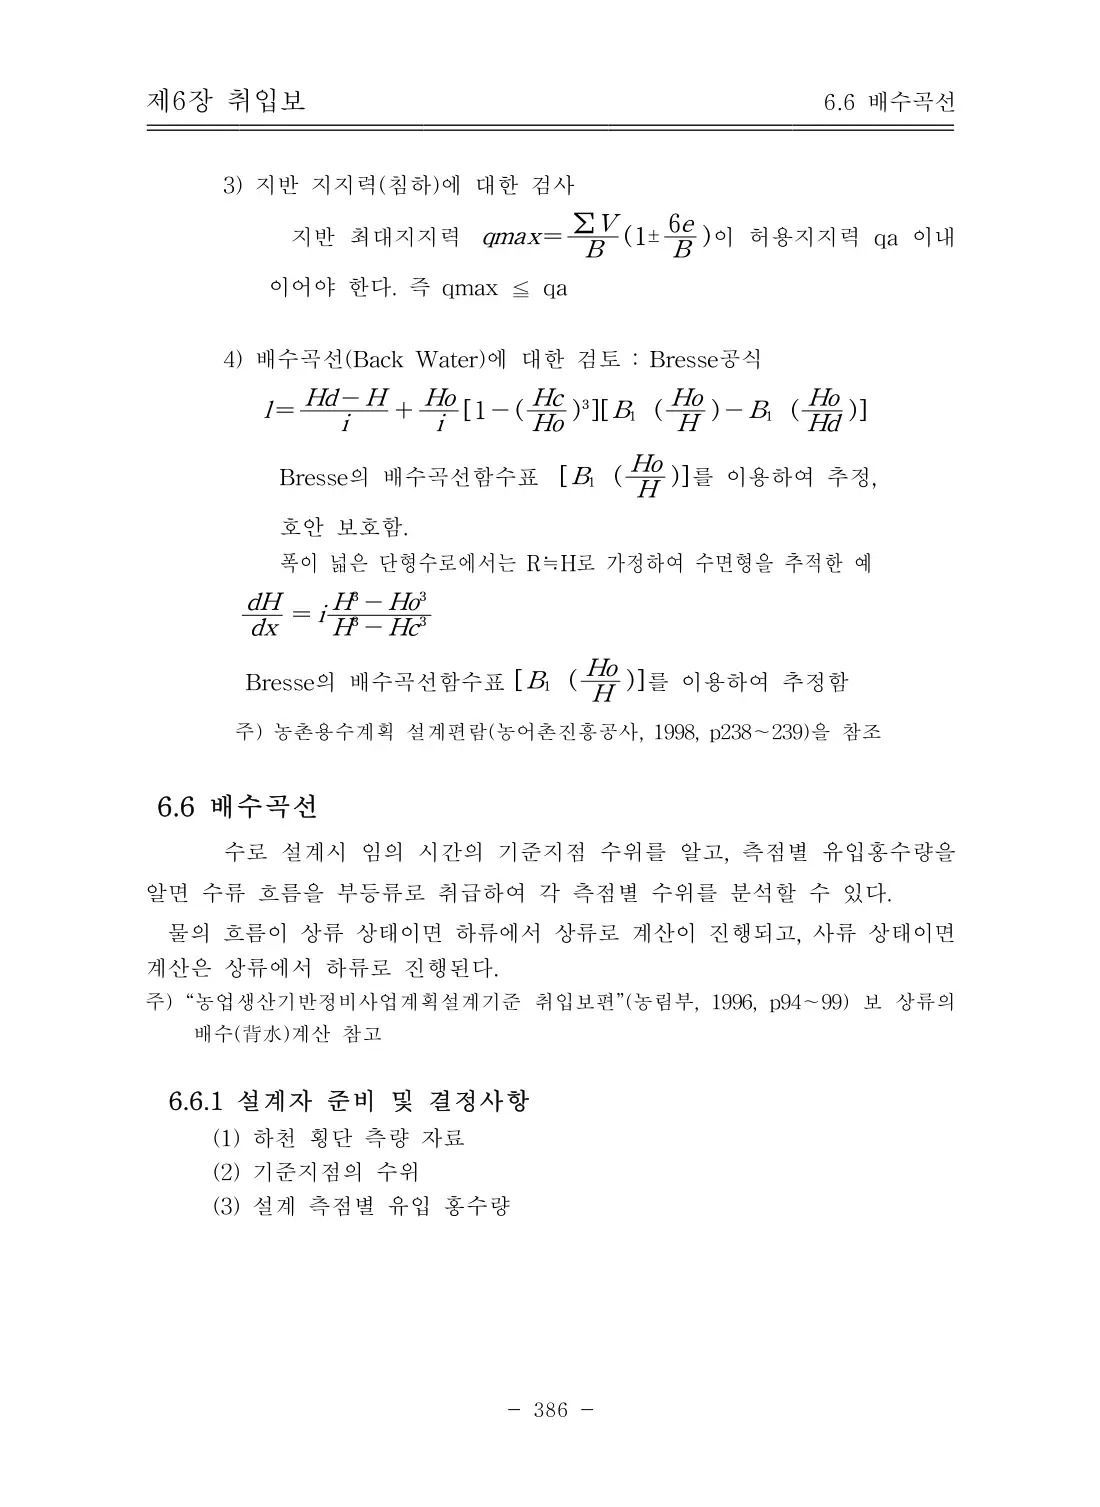 제6장 취입보 6.6 배수곡선
3) 지반 지지력(침하)에 대한 검사
지반 최대지지력 qmax=ΣV/B(1±6e/B)이 허용지지력 qa 이내
이어야 한다. 즉 qmax ≦ qa
4) 배수곡선(Back Water)에 대한 검토 : Bresse공식
l=(Hd-H)/i+Ho/i[1-(Hc/Ho)³][B₁(Ho/H)-B₁(Ho/Hd)]
Bresse의 배수곡선함수표 [B₁(Ho/H)]를 이용하여 추정,
호안 보호함.
폭이 넓은 단형수로에서는 R≒H로 가정하여 수면형을 추적한 예
dH/dx = i(H³-Ho³)/(H³-Hc³)
Bresse의 배수곡선함수표 [B₁(Ho/H)]를 이용하여 추정함
주) 농촌용수계획 설계편람(농어촌진흥공사, 1998, p238~239)을 참조
6.6 배수곡선
수로 설계시 임의 시간의 기준지점 수위를 알고, 측점별 유입홍수량을
알면 수류 흐름을 부등류로 취급하여 각 측점별 수위를 분석할 수 있다.
물의 흐름이 상류 상태이면 하류에서 상류로 계산이 진행되고, 사류 상태이면
계산은 상류에서 하류로 진행된다.
주) “농업생산기반정비사업계획설계기준 취입보편”(농림부, 1996, p94~99) 보 상류의
배수(背水)계산 참고
6.6.1 설계자 준비 및 결정사항
(1) 하천 횡단 측량 자료
(2) 기준지점의 수위
(3) 설계 측점별 유입 홍수량
- 386 -